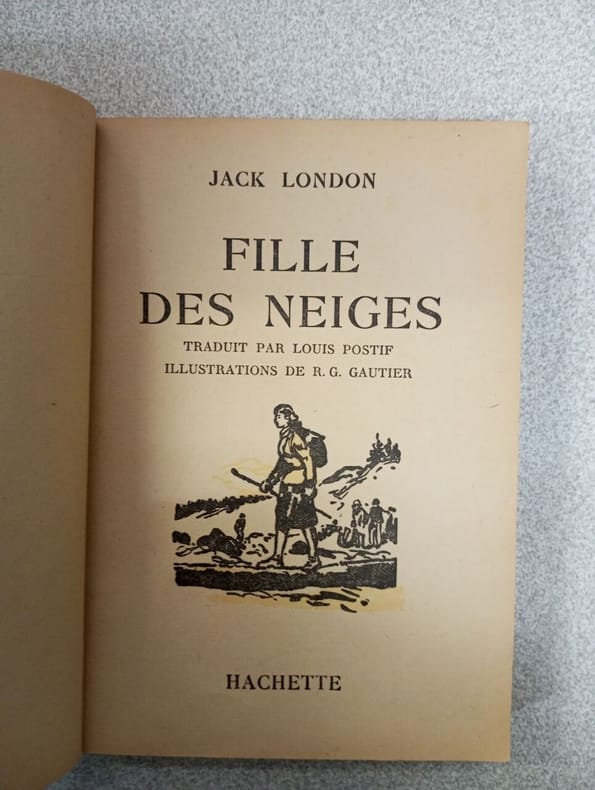 JACK LONDON
FILLE
DES NEIGES
TRADUIT PAR LOUIS POSTIF
ILLUSTRATIONS DE R. G. GAUTIER
HACHETTE